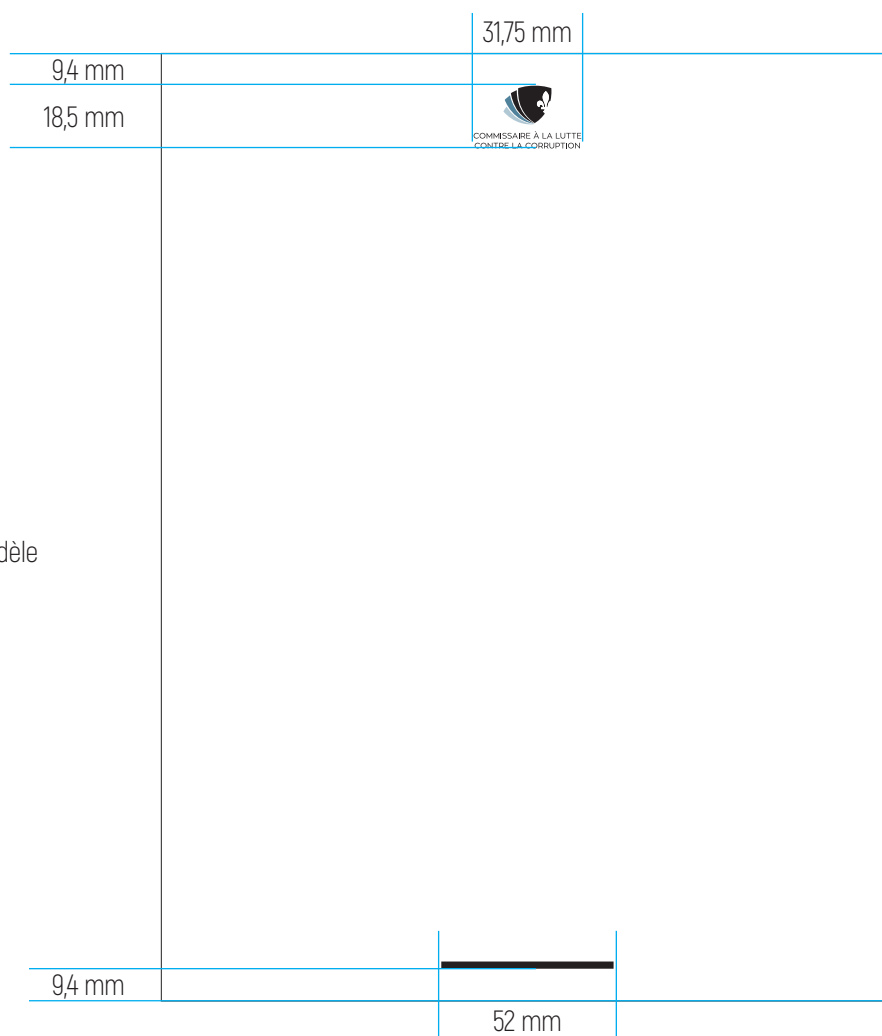 31,75 mm
9,4 mm
18,5 mm
COMMISSAIRE À LA LUTTE
CONTRE LA CORRUPTION
dèle
9,4 mm
52 mm